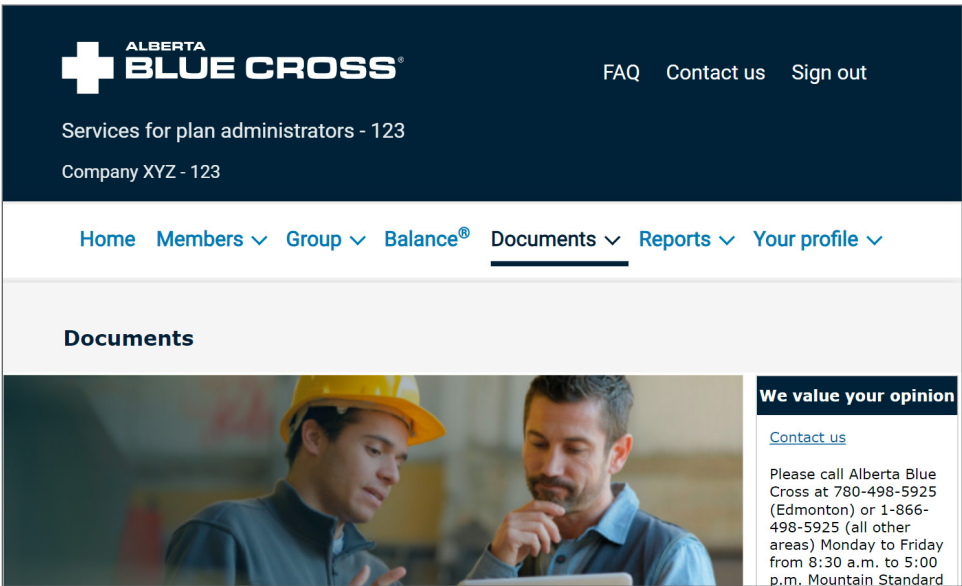 ALBERTA
BLUE CROSS®
FAQ Contact us Sign out
Services for plan administrators - 123
Company XYZ - 123
Home Members Group Balance® Documents Reports Your profile
Documents
We value your opinion
Contact us
Please call Alberta Blue
Cross at 780-498-5925
(Edmonton) or 1-866-
498-5925 (all other
areas) Monday to Friday
from 8:30 a.m. to 5:00
p.m. Mountain Standard